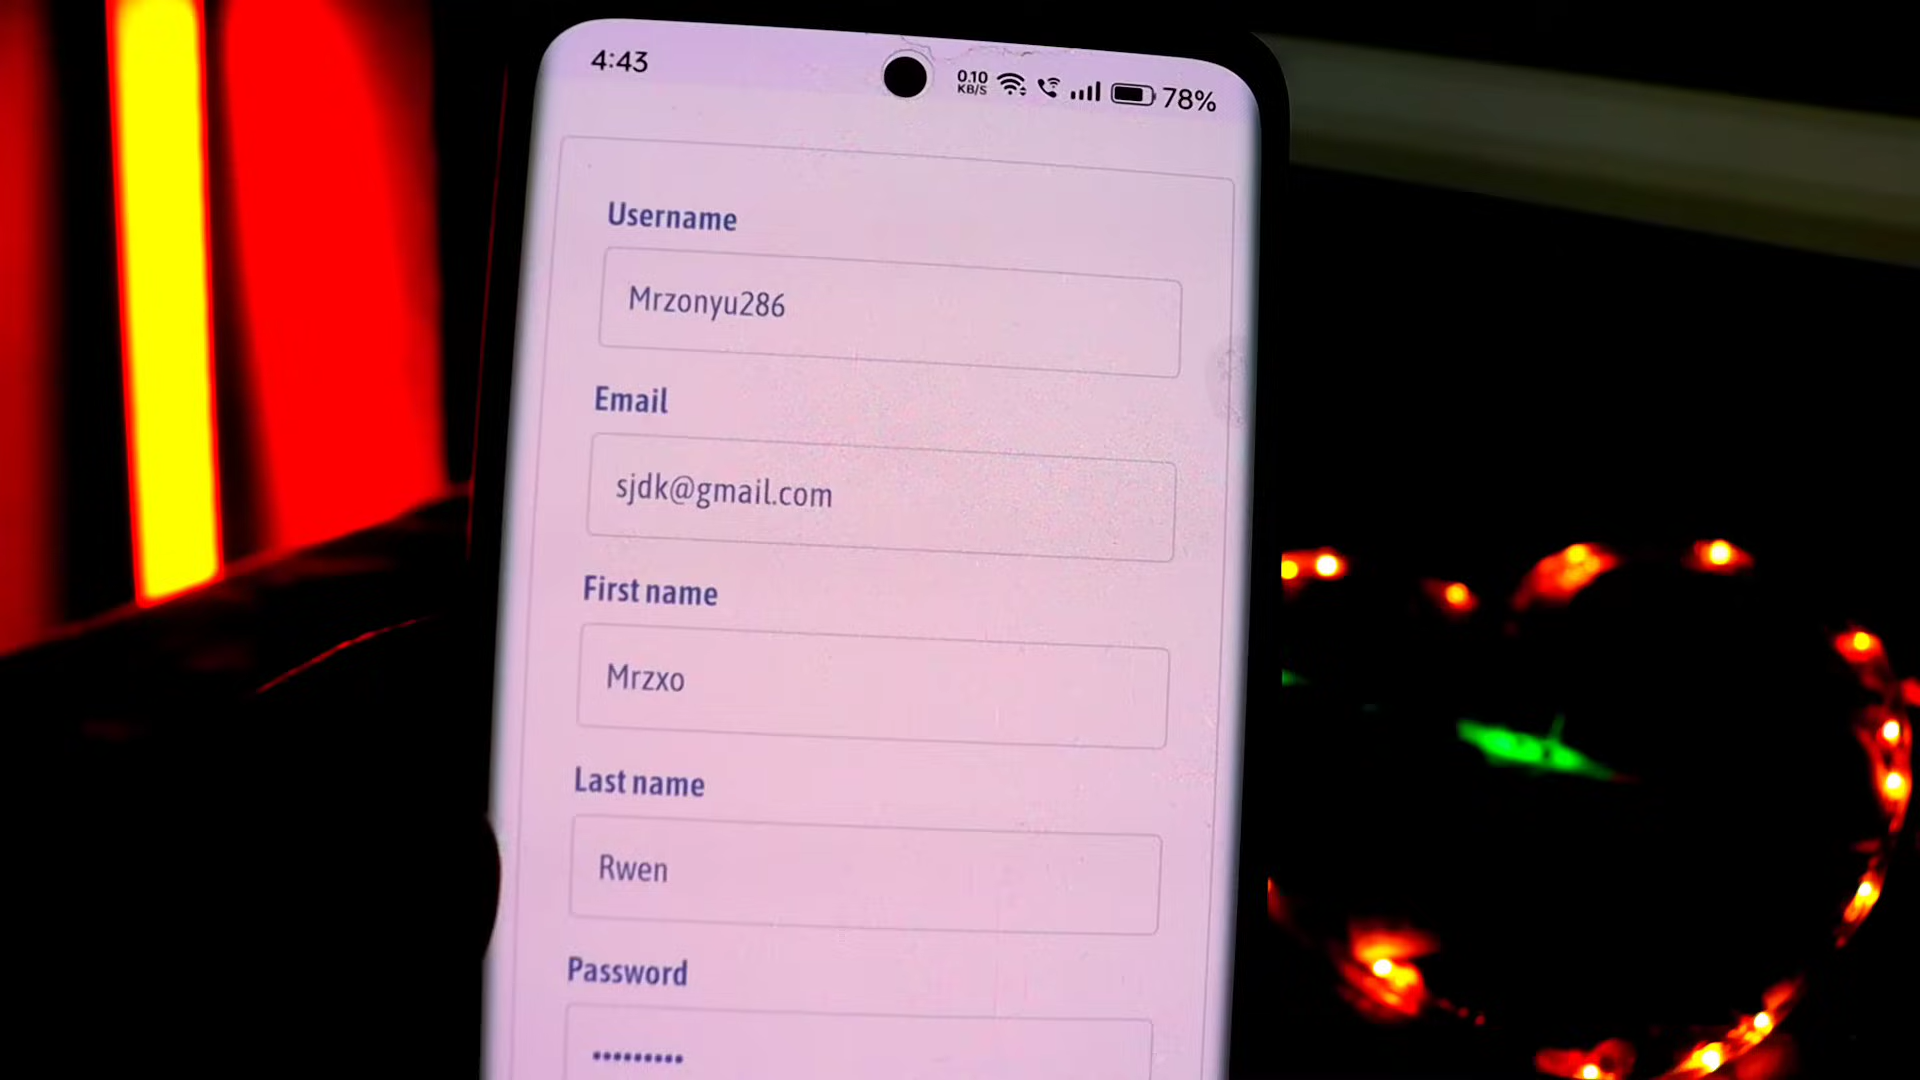 4:43
0.10
KB/S
78%
Username
Mrzonyu286
Email
sjdk@gmail.com
First name
Mrzxo
Last name
Rwen
Password
•••••••••